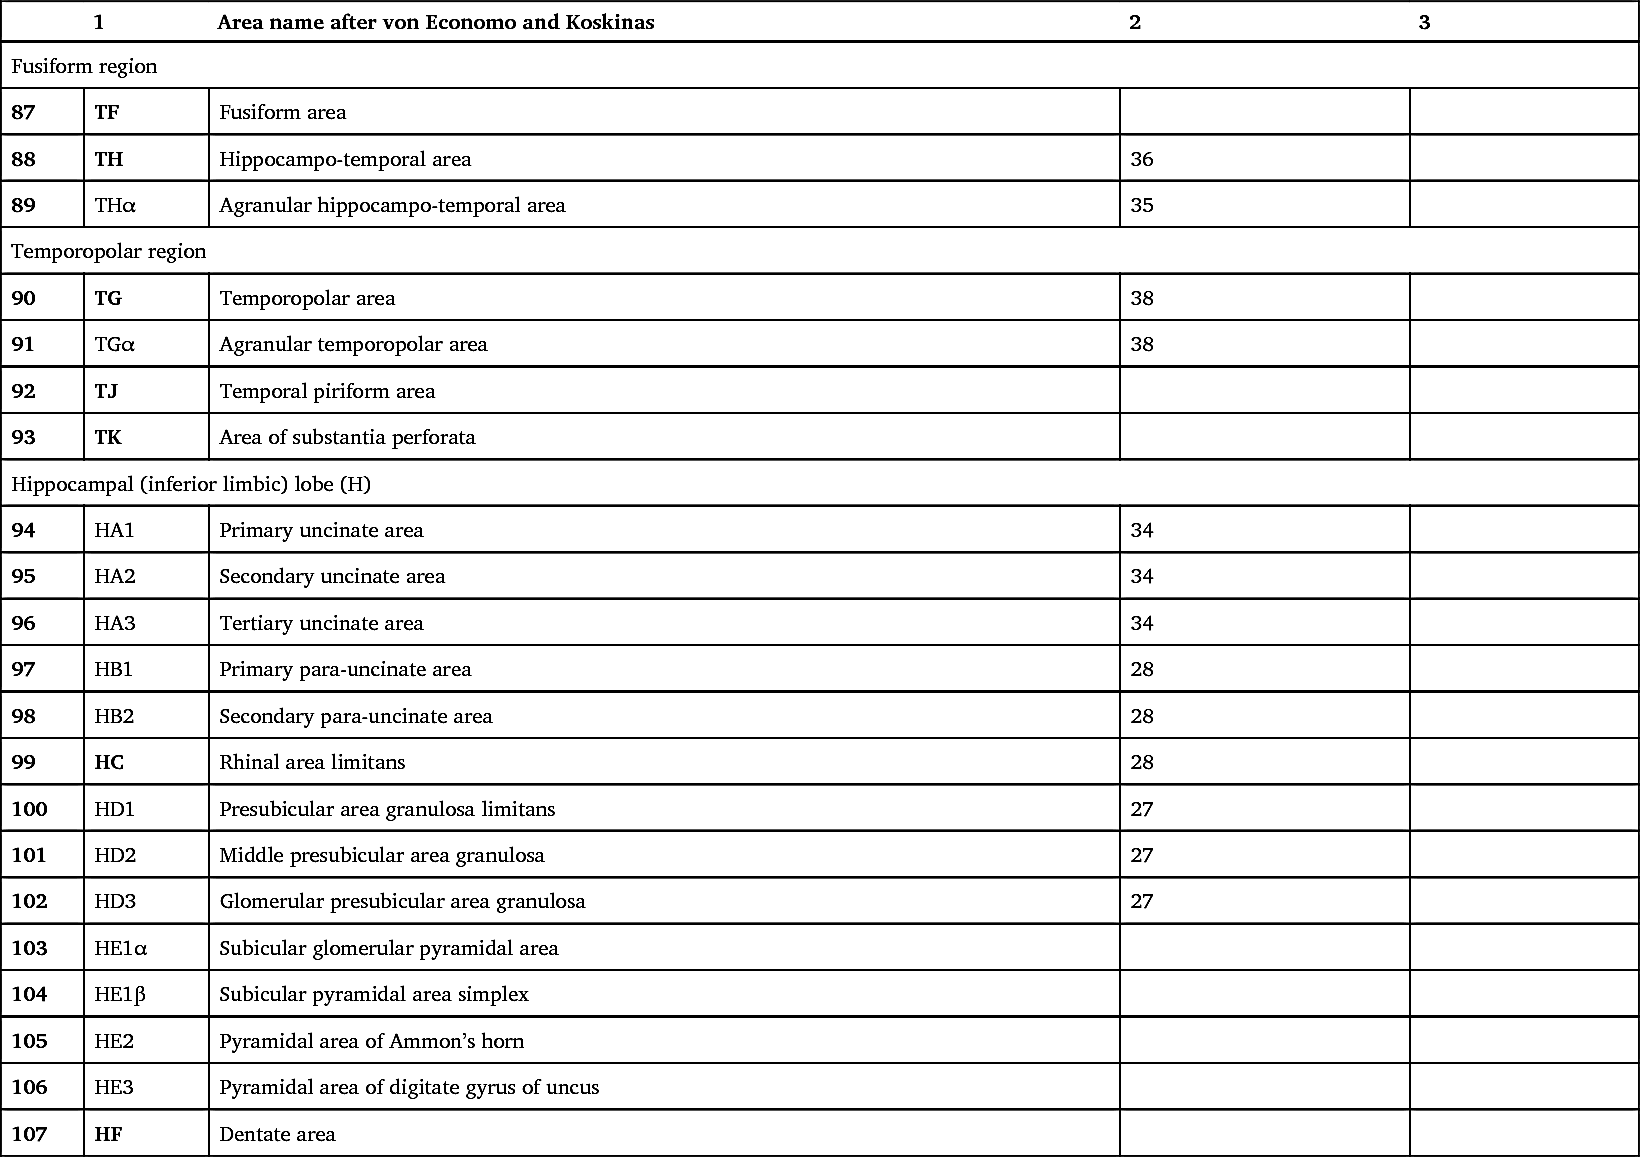 1 Area name after von Economo and Koskinas 2 3
Fusiform region
87 TF Fusiform area
88 TH Hippocampo-temporal area 36
89 THα Agranular hippocampo-temporal area 35
Temporopolar region
90 TG Temporopolar area 38
91 TGα Agranular temporopolar area 38
92 TJ Temporal piriform area
93 TK Area of substantia perforata
Hippocampal (inferior limbic) lobe (H)
94 HA1 Primary uncinate area 34
95 HA2 Secondary uncinate area 34
96 HA3 Tertiary uncinate area 34
97 HB1 Primary para-uncinate area 28
98 HB2 Secondary para-uncinate area 28
99 HC Rhinal area limitans 28
100 HD1 Presubicular area granulosa limitans 27
101 HD2 Middle presubicular area granulosa 27
102 HD3 Glomerular presubicular area granulosa 27
103 HE1α Subicular glomerular pyramidal area
104 HE1β Subicular pyramidal area simplex
105 HE2 Pyramidal area of Ammon’s horn
106 HE3 Pyramidal area of digitate gyrus of uncus
107 HF Dentate area